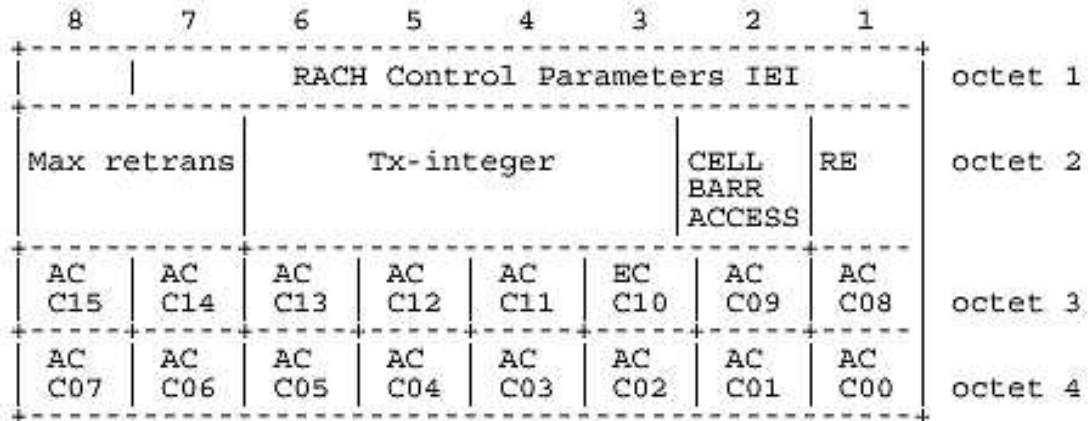 8 7 6 5 4 3 2 1
RACH Control Parameters IEI octet 1
Max retrans Tx-integer CELL RE octet 2
BARR
ACCESS
AC AC AC AC AC EC AC AC
C15 C14 C13 C12 C11 C10 C09 C08 octet 3
AC AC AC AC AC AC AC AC
C07 C06 C05 C04 C03 C02 C01 C00 octet 4